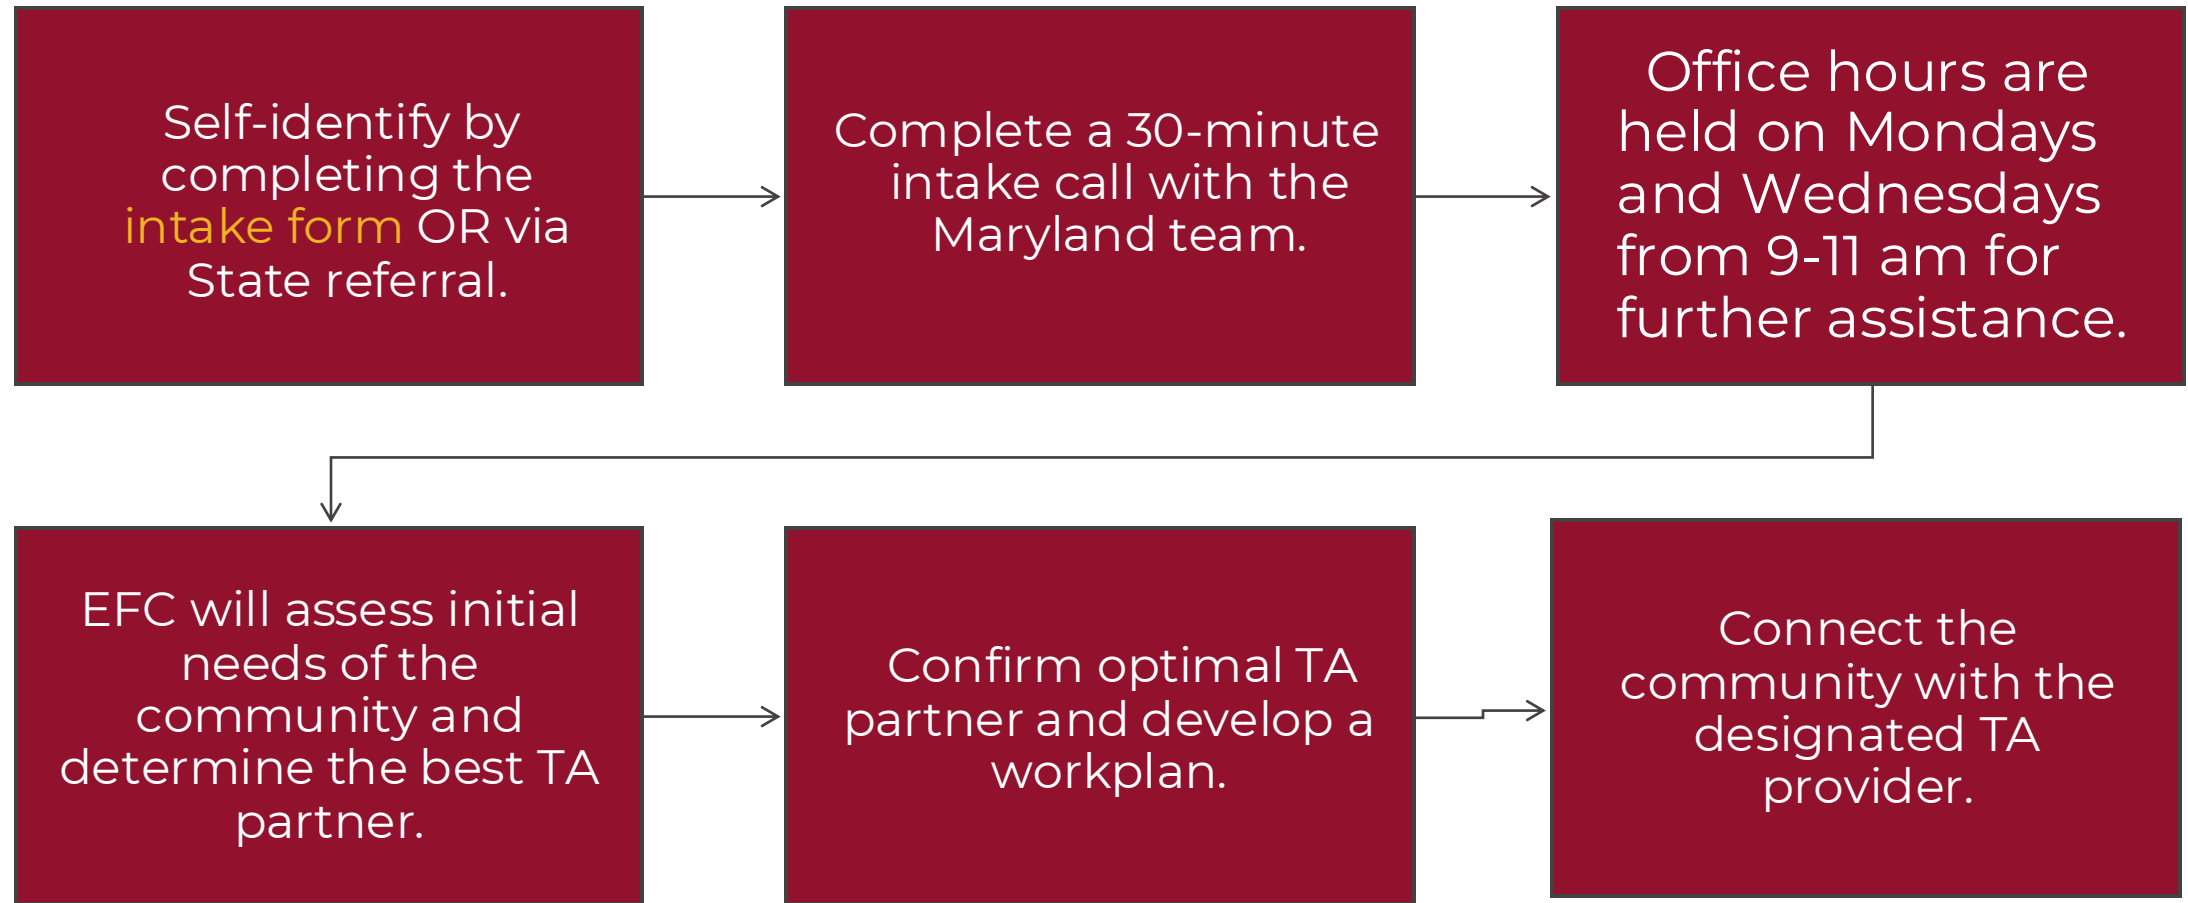 Self-identify by
completing the
intake form OR via
State referral.
Complete a 30-minute
intake call with the
Maryland team.
Office hours are
held on Mondays
and Wednesdays
from 9-11 am for
further assistance.
EFC will assess initial
needs of the
community and
determine the best TA
partner.
Confirm optimal TA
partner and develop a
workplan.
Connect the
community with the
designated TA
provider.